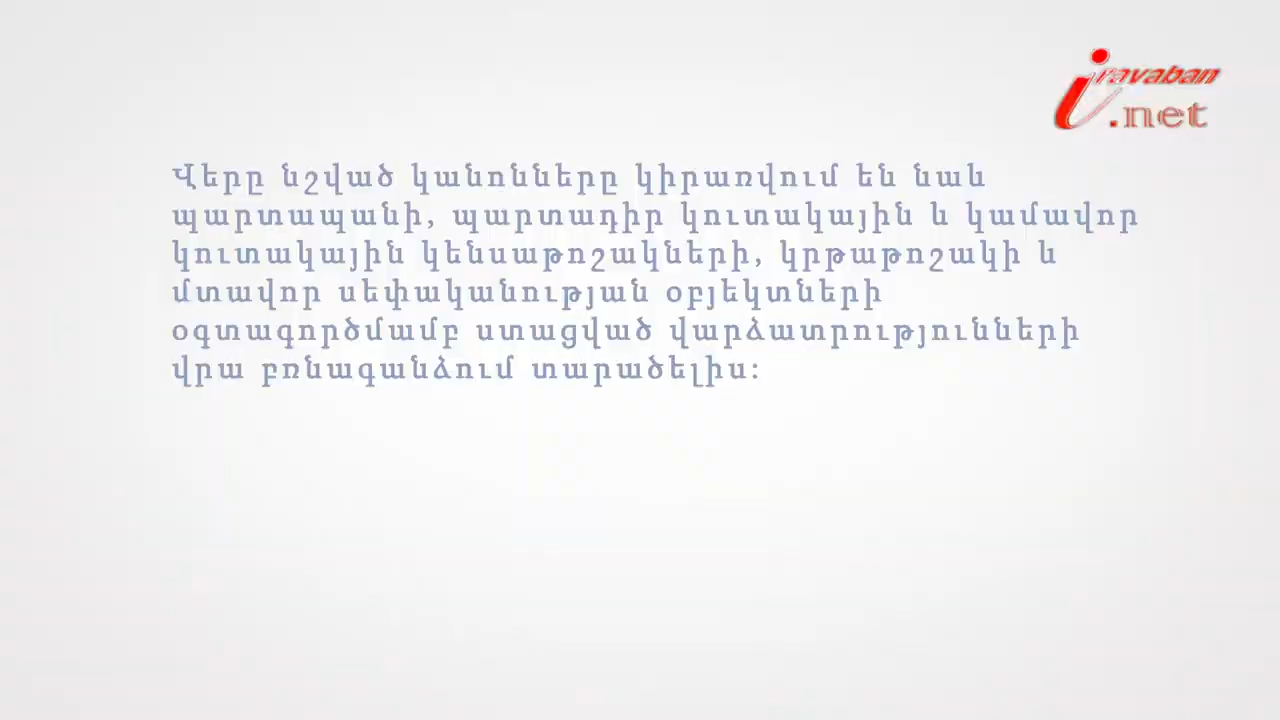 iravaban
.net
Վերը նշված կանոնները կիրառվում են նաև
պարտապանի, պարտադիր կուտակային և կամավոր
կուտակային կենսաթոշակների, կրթաթոշակի և
մտավոր սեփականության օբյեկտների
օգտագործմամբ ստացված վարձատրությունների
վրա բռնագանձում տարածելիս: